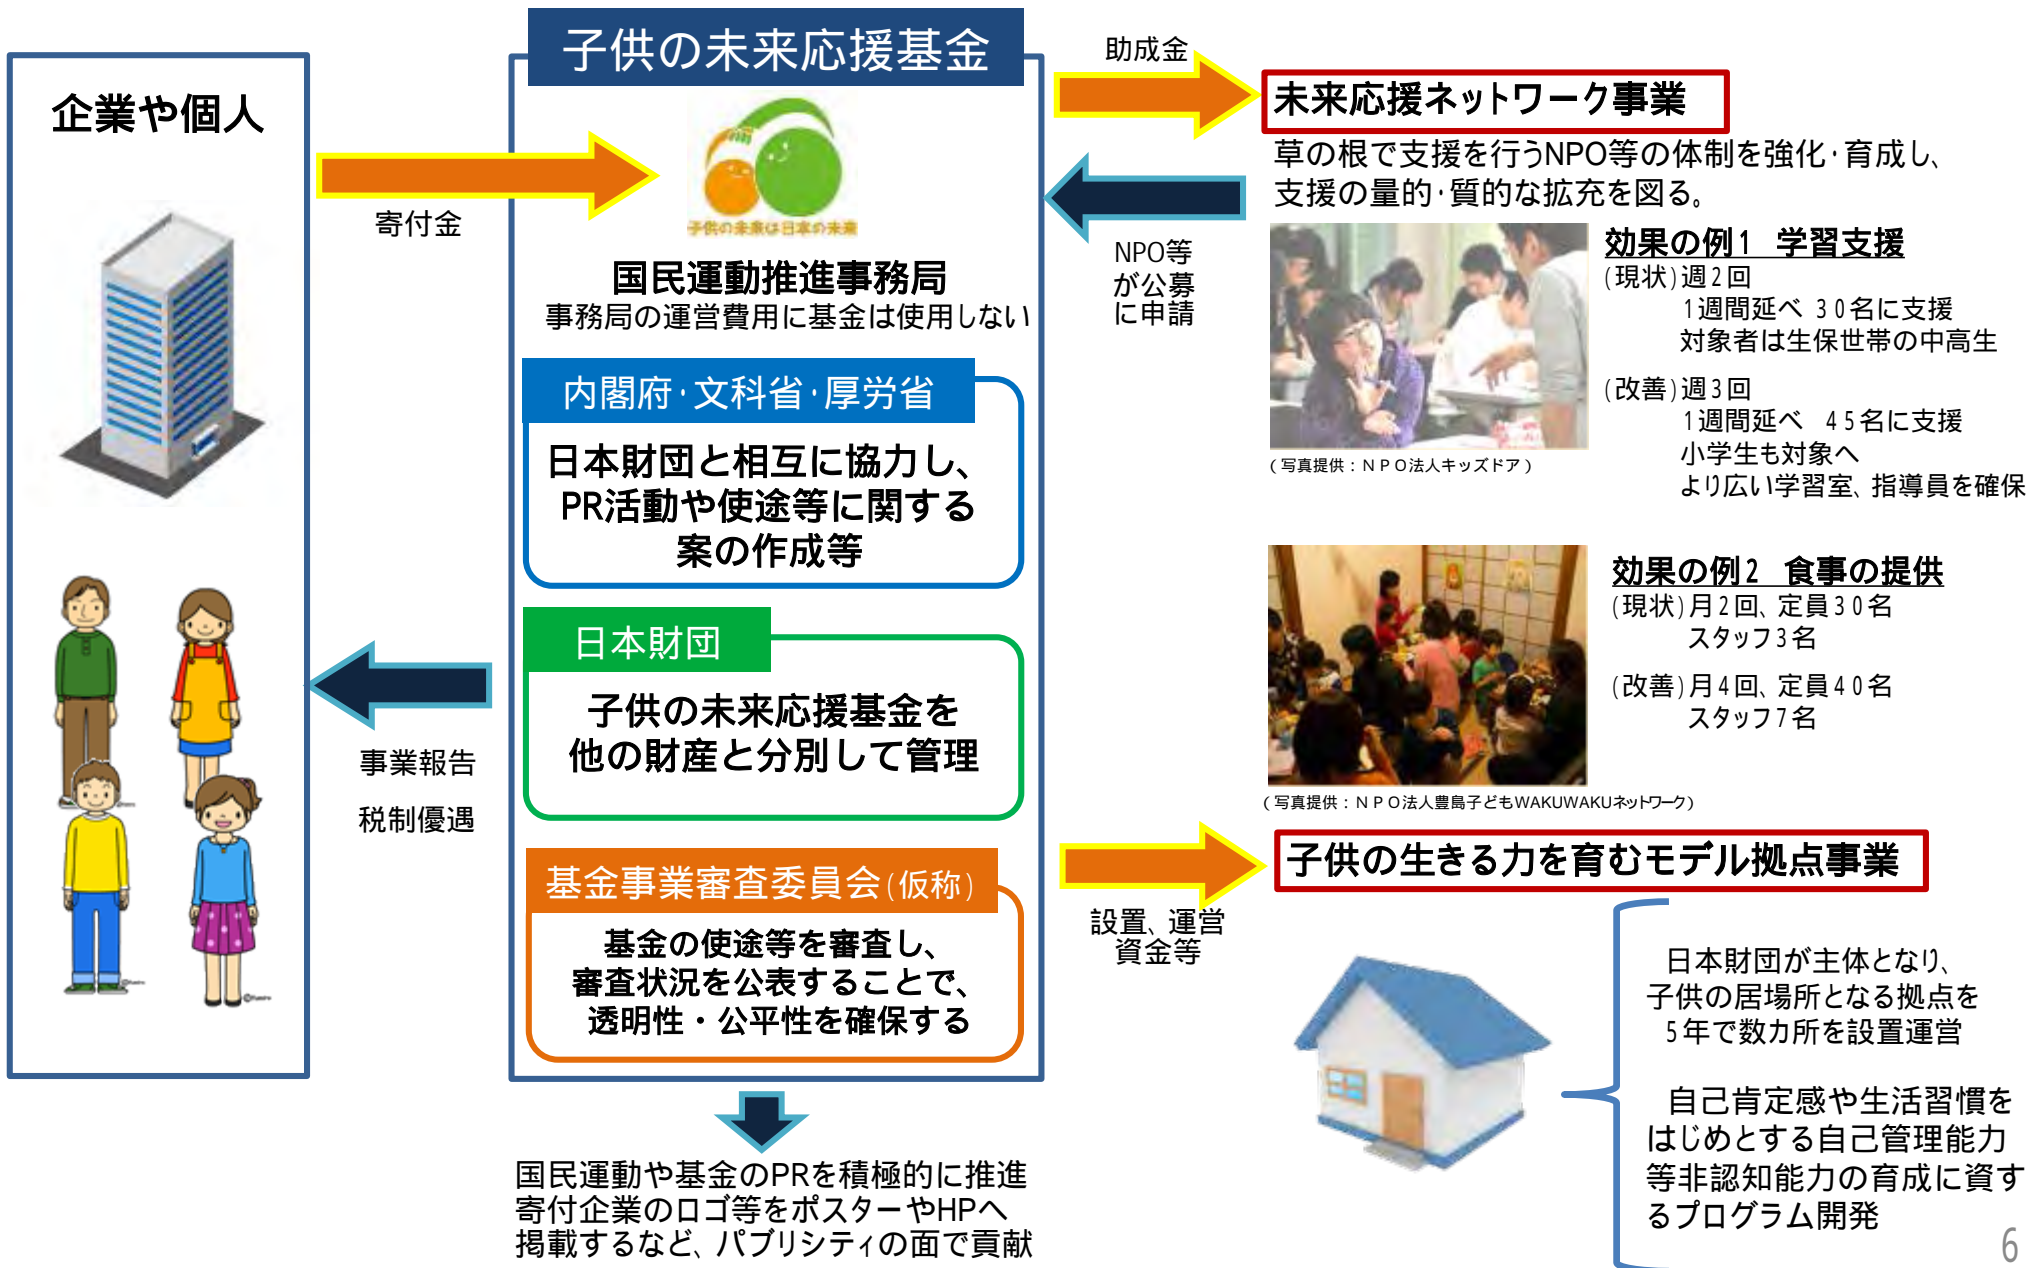 企業や個人
寄付金
事業報告
税制優遇
子供の未来応援基金
子供の未来は日本の未来
国民運動推進事務局
事務局の運営費用に基金は使用しない
内閣府・文科省・厚労省
日本財団と相互に協力し、
PR活動や使途等に関する
案の作成等
日本財団
子供の未来応援基金を
他の財産と分別して管理
基金事業審査委員会(仮称)
基金の使途等を審査し、
審査状況を公表することで、
透明性・公平性を確保する
国民運動や基金のPRを積極的に推進
寄付企業のロゴ等をポスターやHPへ
掲載するなど、パブリシティの面で貢献
助成金
NPO等
が公募
に申請
未来応援ネットワーク事業
草の根で支援を行うNPO等の体制を強化・育成し、
支援の量的・質的な拡充を図る。
効果の例1 学習支援
(現状)週2回
1週間延べ 30名に支援
対象者は生保世帯の中高生
(改善)週3回
1週間延べ 45名に支援
小学生も対象へ
より広い学習室、指導員を確保
(写真提供:NPO法人キッズドア)
効果の例2 食事の提供
(現状)月2回、定員30名
スタッフ3名
(改善)月4回、定員40名
スタッフ7名
(写真提供:NPO法人豊島子どもWAKUWAKUネットワーク)
設置、運営
資金等
子供の生きる力を育むモデル拠点事業
日本財団が主体となり、
子供の居場所となる拠点を
5年で数カ所を設置運営
自己肯定感や生活習慣を
はじめとする自己管理能力
等非認知能力の育成に資す
るプログラム開発
6